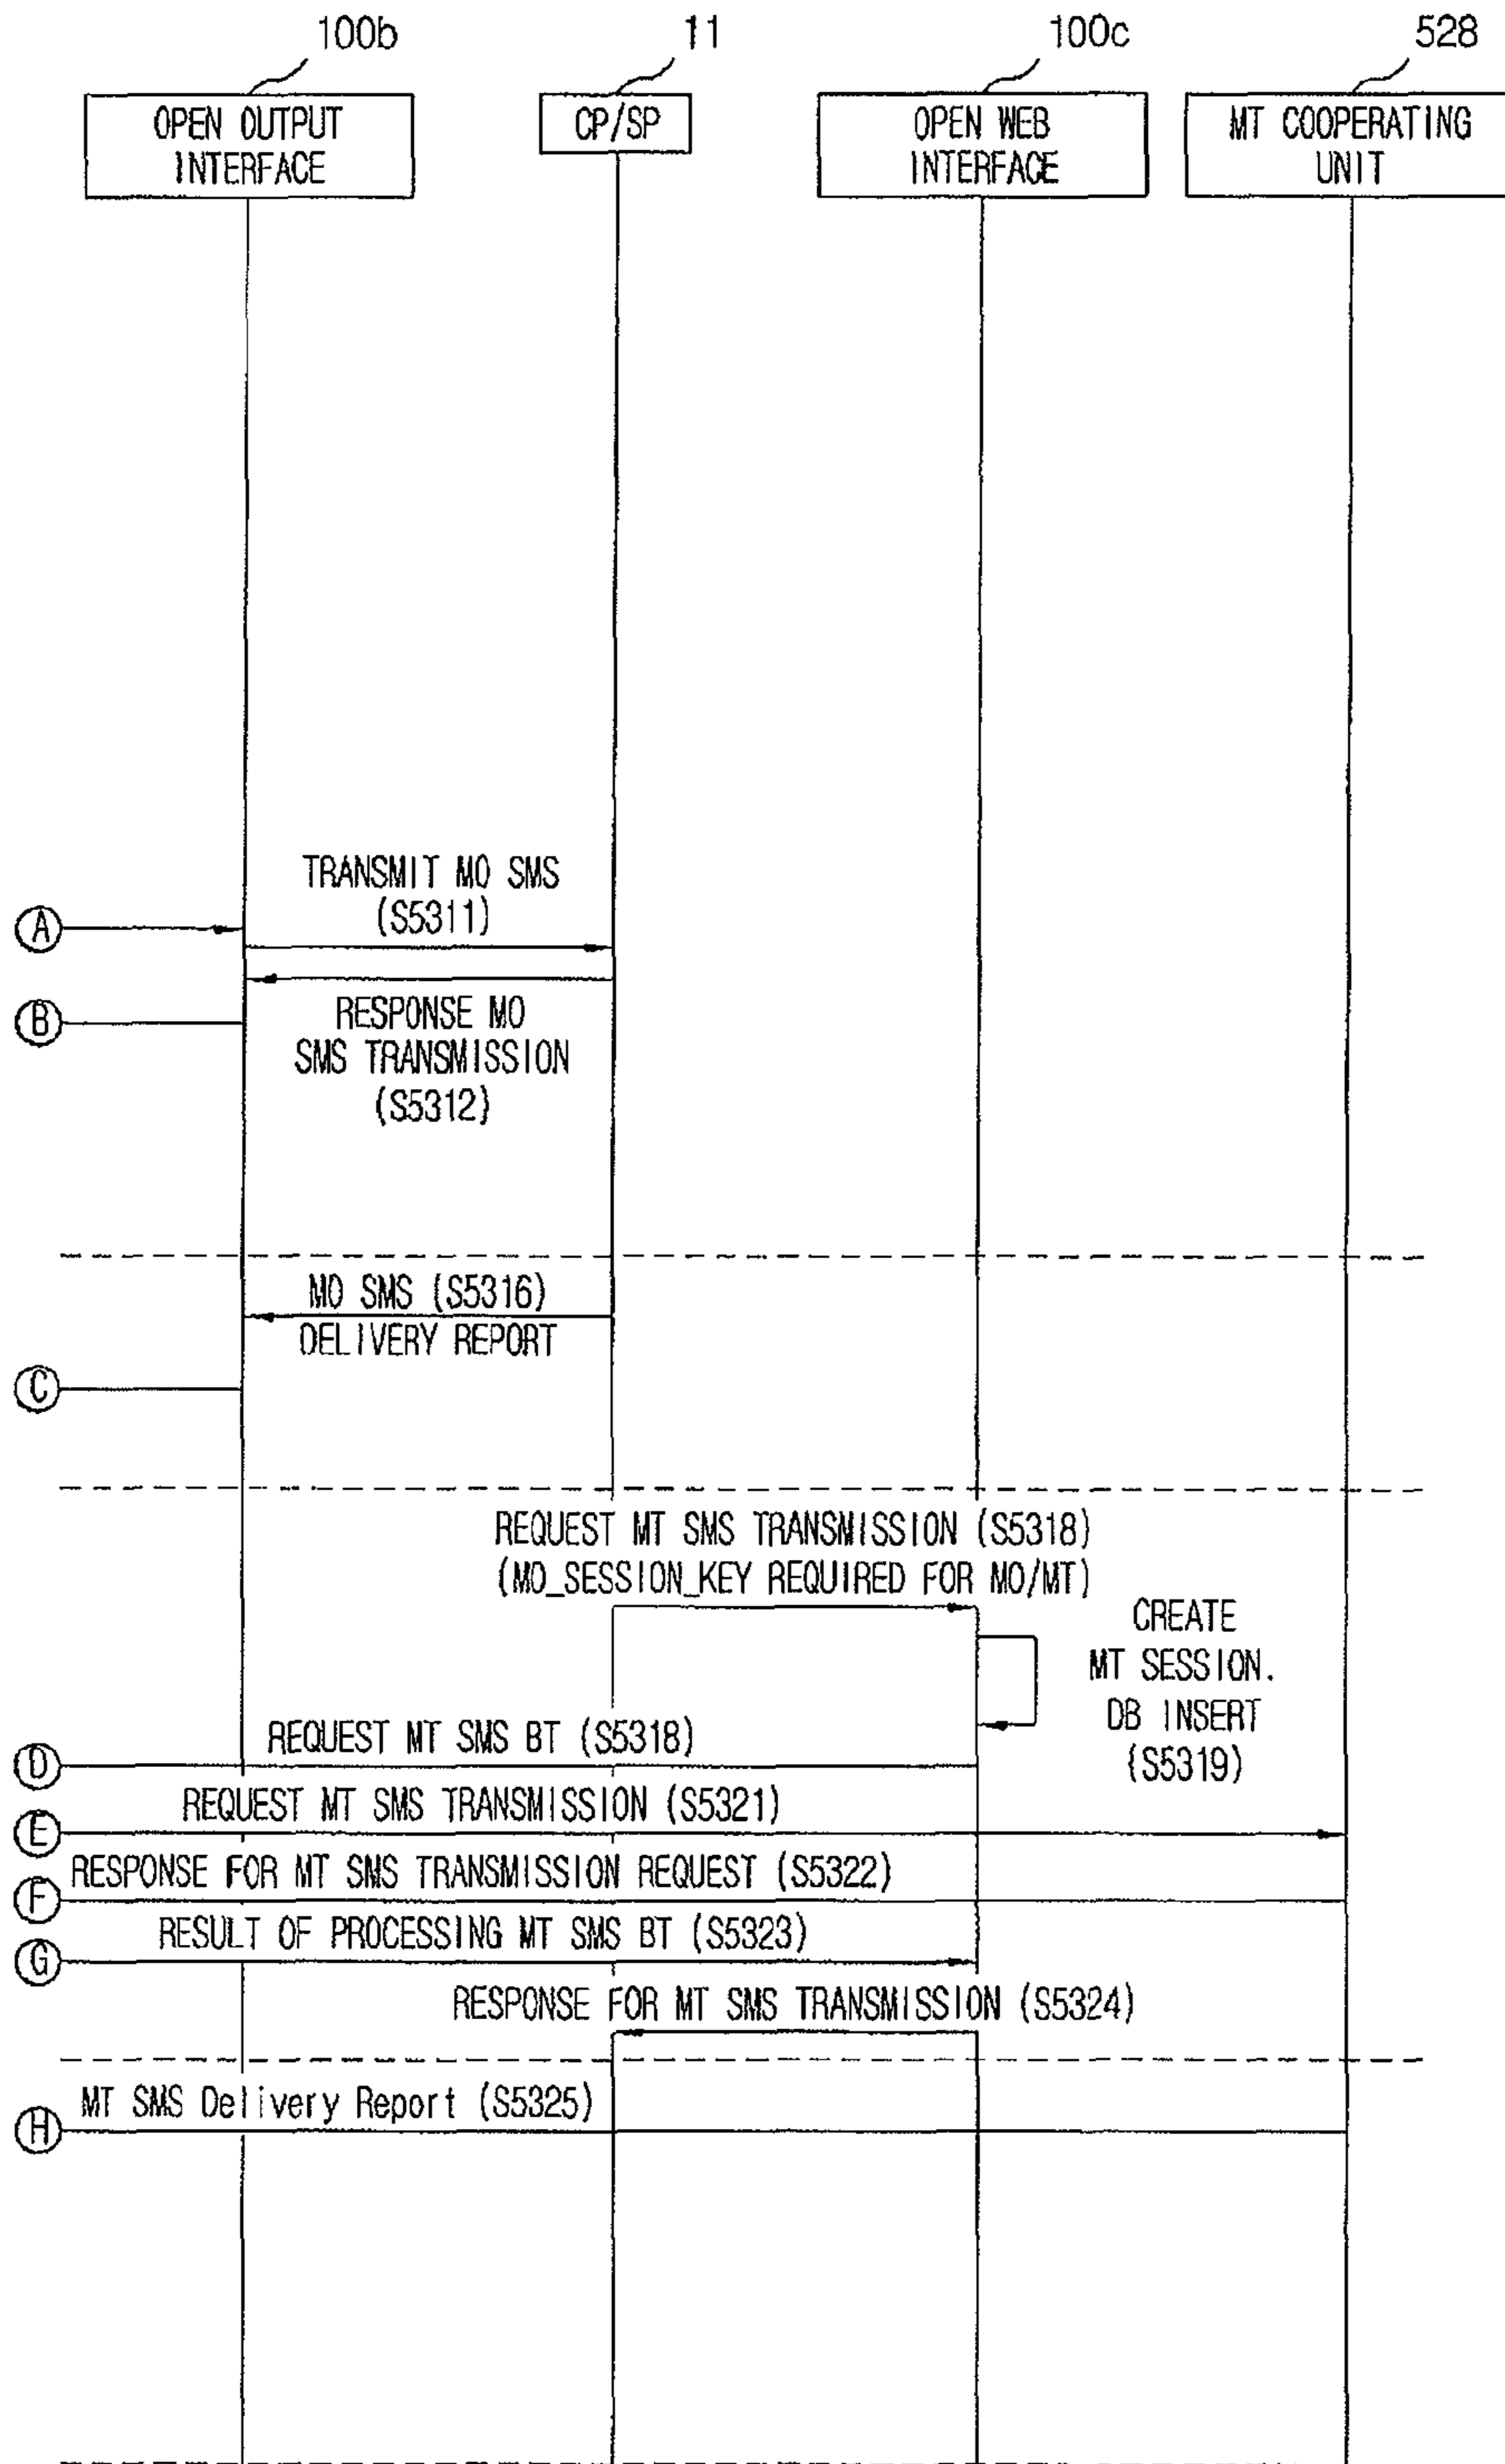 100b
11
100c
528
OPEN OUTPUT
INTERFACE
CP/SP
OPEN WEB
INTERFACE
MT COOPERATING
UNIT
TRANSMIT MO SMS
(S5311)
A
B
RESPONSE MO
SMS TRANSMISSION
(S5312)
MO SMS (S5316)
DELIVERY REPORT
C
REQUEST MT SMS TRANSMISSION (S5318)
(MO_SESSION_KEY REQUIRED FOR MO/MT)
CREATE
MT SESSION.
DB INSERT
(S5319)
REQUEST MT SMS BT (S5318)
D
REQUEST MT SMS TRANSMISSION (S5321)
E
RESPONSE FOR MT SMS TRANSMISSION REQUEST (S5322)
F
RESULT OF PROCESSING MT SMS BT (S5323)
G
RESPONSE FOR MT SMS TRANSMISSION (S5324)
MT SMS Delivery Report (S5325)
H